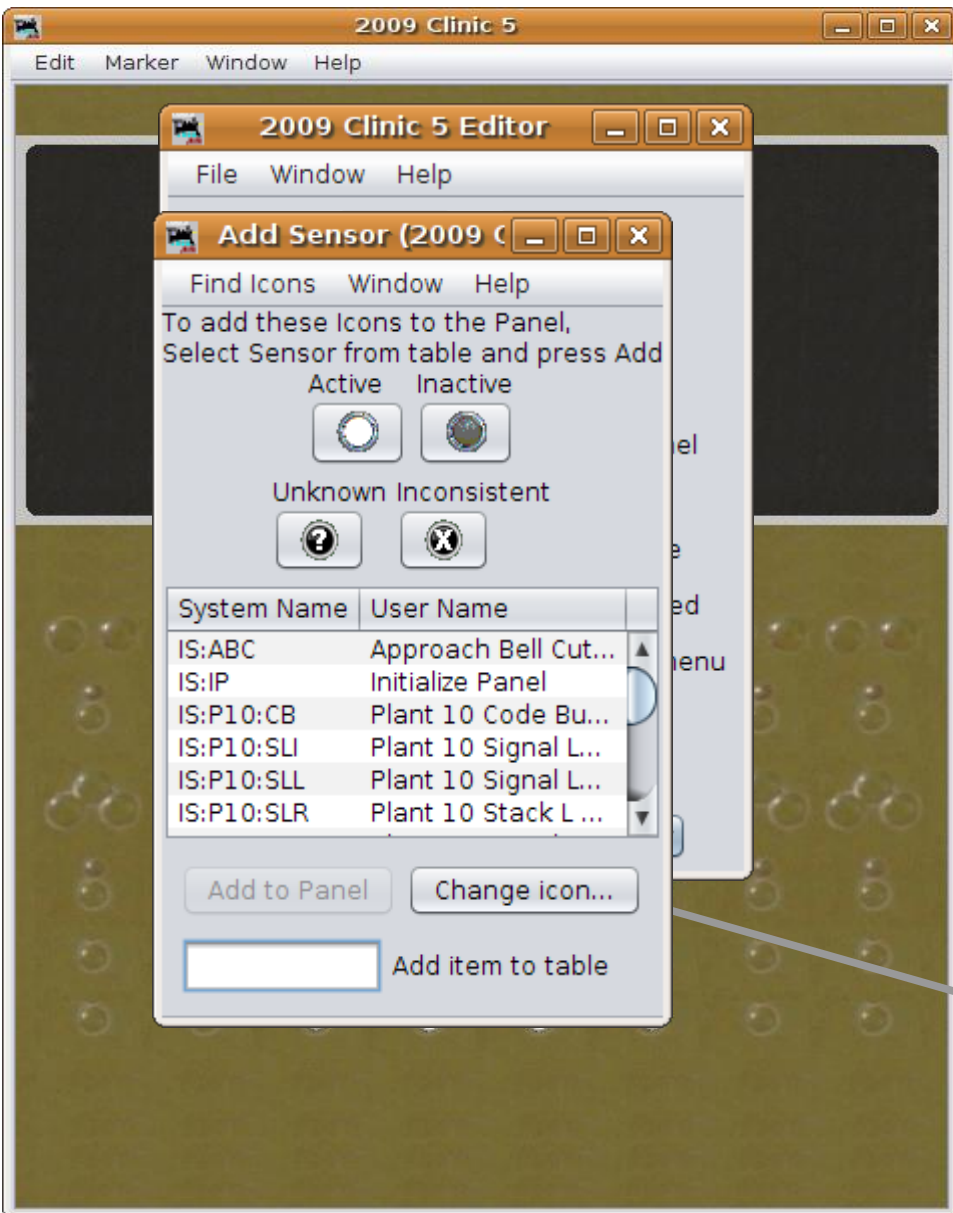 2009 Clinic 5
Edit Marker Window Help
2009 Clinic 5 Editor
File Window Help
Add Sensor (2009 C
Find Icons Window Help
To add these Icons to the Panel,
Select Sensor from table and press Add
Active Inactive
Unknown Inconsistent
? X
System Name User Name
IS:ABC Approach Bell Cut...
IS:IP Initialize Panel
IS:P10:CB Plant 10 Code Bu...
IS:P10:SLI Plant 10 Signal L...
IS:P10:SLL Plant 10 Signal L...
IS:P10:SLR Plant 10 Stack L ...
Add to Panel Change icon...
Add item to table